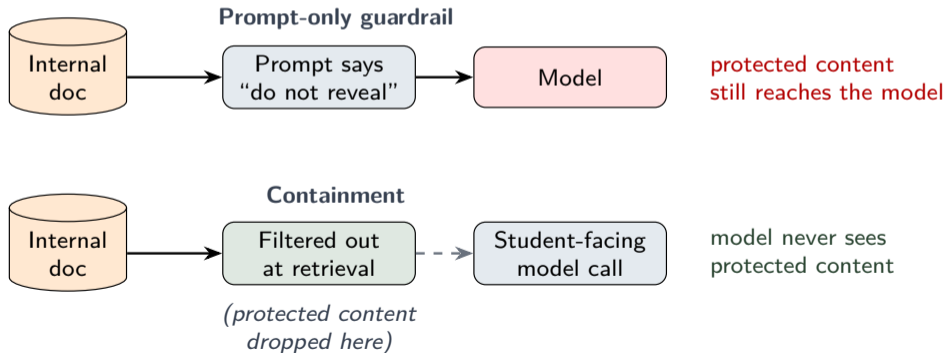 Prompt-only guardrail
Internal
doc
Prompt says
“do not reveal”
Model
protected content
still reaches the model
Containment
Internal
doc
Filtered out
at retrieval
Student-facing
model call
model never sees
protected content
(protected content
dropped here)